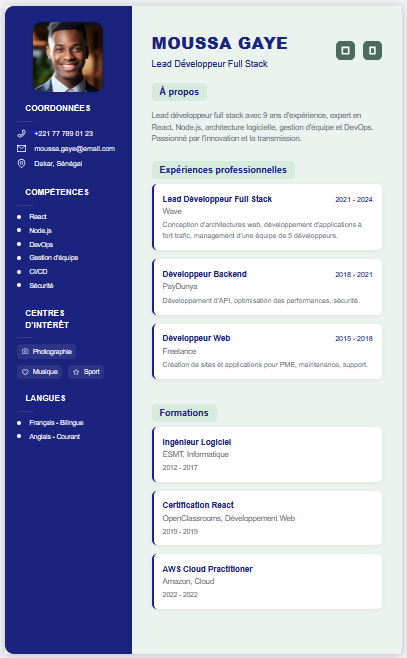 COORDONNÉES
+221 77 789 01 23
moussa.gaye@email.com
Dakar, Sénégal
COMPÉTENCES
React
Node.js
DevOps
Gestion d'équipe
CI/CD
Sécurité
CENTRES
D'INTÉRÊT
Photographie
Musique
Sport
LANGUES
Français - Bilingue
Anglais - Courant
MOUSSA GAYE
Lead Développeur Full Stack
À propos
Lead développeur full stack avec 9 ans d'expérience, expert en
React, Node.js, architecture logicielle, gestion d'équipe et DevOps.
Passionné par l'innovation et la transmission.
Expériences professionnelles
Lead Développeur Full Stack 2021 - 2024
Wave
Conception d'architectures web, développement d'applications à
fort trafic, management d'une équipe de 5 développeurs.
Développeur Backend 2018 - 2021
PayDunya
Développement d'API, optimisation des performances, sécurité.
Développeur Web 2015 - 2018
Freelance
Création de sites et applications pour PME, maintenance, support.
Formations
Ingénieur Logiciel
ESMT, Informatique
2012 - 2017
Certification React
OpenClassrooms, Développement Web
2019 - 2019
AWS Cloud Practitioner
Amazon, Cloud
2022 - 2022